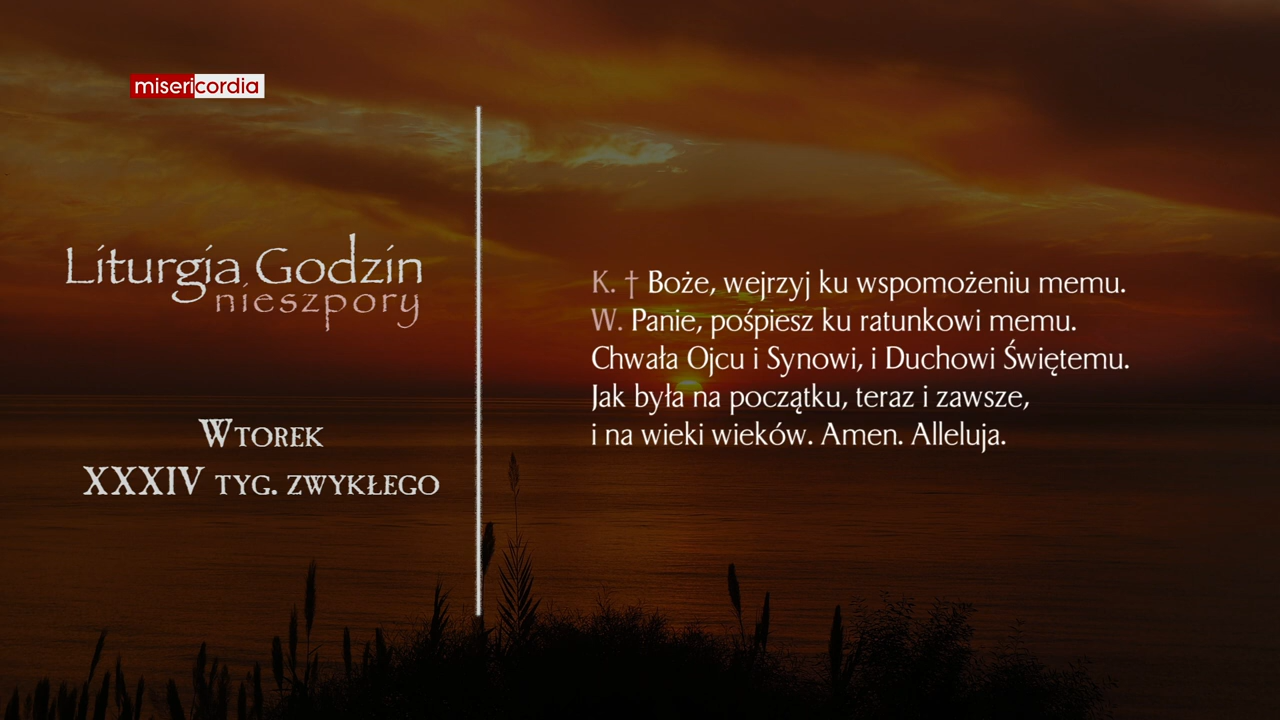 misericordia
Liturgia Godzin
nieszpory
Wtorek
XXXIV tyg. zwykłego
K. † Boże, wejrzyj ku wspomożeniu memu.
W. Panie, pośpiesz ku ratunkowi memu.
Chwała Ojcu i Synowi, i Duchowi Świętemu.
Jak była na początku, teraz i zawsze,
i na wieki wieków. Amen. Alleluja.